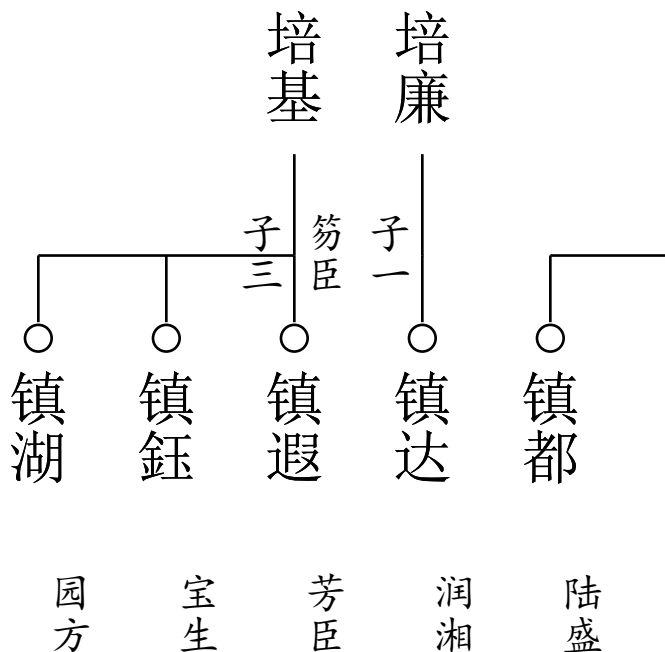 培廉
培基
子一
笏臣
子三
镇都
镇达
镇遐
镇鈺
镇湖
陆盛
润湘
芳臣
宝生
园方